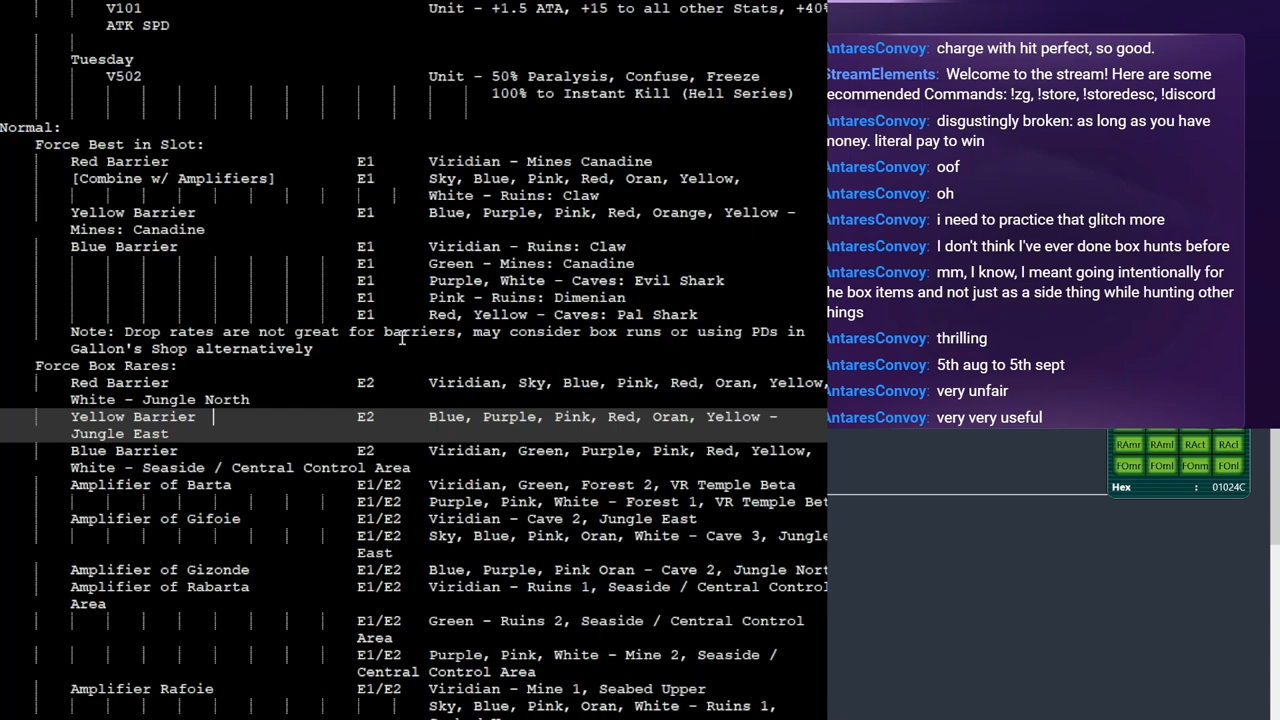 V101 Unit - +1.5 ATA, +15 to all other Stats, +40%
ATK SPD
Tuesday
V502 Unit - 50% Paralysis, Confuse, Freeze
100% to Instant Kill (Hell Series)
Normal:
Force Best in Slot:
Red Barrier E1 Viridian - Mines Canadine
[Combine w/ Amplifiers] E1 Sky, Blue, Pink, Red, Oran, Yellow,
White - Ruins: Claw
Yellow Barrier E1 Blue, Purple, Pink, Red, Orange, Yellow -
Mines: Canadine
Blue Barrier E1 Viridian - Ruins: Claw
E1 Green - Mines: Canadine
E1 Purple, White - Caves: Evil Shark
E1 Pink - Ruins: Dimenian
E1 Red, Yellow - Caves: Pal Shark
Note: Drop rates are not great for barriers, may consider box runs or using PDs in
Gallon's Shop alternatively
Force Box Rares:
Red Barrier E2 Viridian, Sky, Blue, Pink, Red, Oran, Yellow,
White - Jungle North
Yellow Barrier E2 Blue, Purple, Pink, Red, Oran, Yellow -
Jungle East
Blue Barrier E2 Viridian, Green, Purple, Pink, Red, Yellow,
White - Seaside / Central Control Area
Amplifier of Barta E1/E2 Viridian, Green, Forest 2, VR Temple Beta
E1/E2 Purple, Pink, White - Forest 1, VR Temple Bet
Amplifier of Gifoie E1/E2 Viridian - Cave 2, Jungle East
E1/E2 Sky, Blue, Pink, Oran, White - Cave 3, Jungle
East
Amplifier of Gizonde E1/E2 Blue, Purple, Pink Oran - Cave 2, Jungle Nort
Amplifier of Rabarta E1/E2 Viridian - Ruins 1, Seaside / Central Control
Area
E1/E2 Green - Ruins 2, Seaside / Central Control
Area
E1/E2 Purple, Pink, White - Mine 2, Seaside /
Central Control Area
Amplifier Rafoie E1/E2 Viridian - Mine 1, Seabed Upper
E1/E2 Sky, Blue, Pink, Oran, White - Ruins 1,
AntaresConvoy: charge with hit perfect, so good.
StreamElements: Welcome to the stream! Here are some
ecommended Commands: !zg, !store, !storedesc, !discord
AntaresConvoy: disgustingly broken: as long as you have
money. literal pay to win
AntaresConvoy: oof
AntaresConvoy: oh
AntaresConvoy: i need to practice that glitch more
AntaresConvoy: I don't think I've ever done box hunts before
AntaresConvoy: mm, I know, I meant going intentionally for
he box items and not just as a side thing while hunting other
hings
AntaresConvoy: thrilling
AntaresConvoy: 5th aug to 5th sept
AntaresConvoy: very unfair
AntaresConvoy: very very useful
RAmr RAml RAct RAcl
FOmr FOml FOnm FOnl
Hex : 01024C